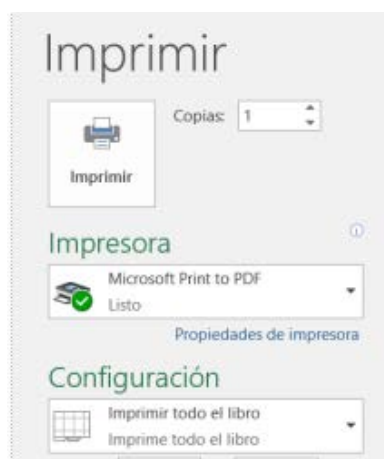 Imprimir
Copias: 1
Imprimir
Impresora
Microsoft Print to PDF
Listo
Propiedades de impresora
Configuración
Imprimir todo el libro
Imprime todo el libro